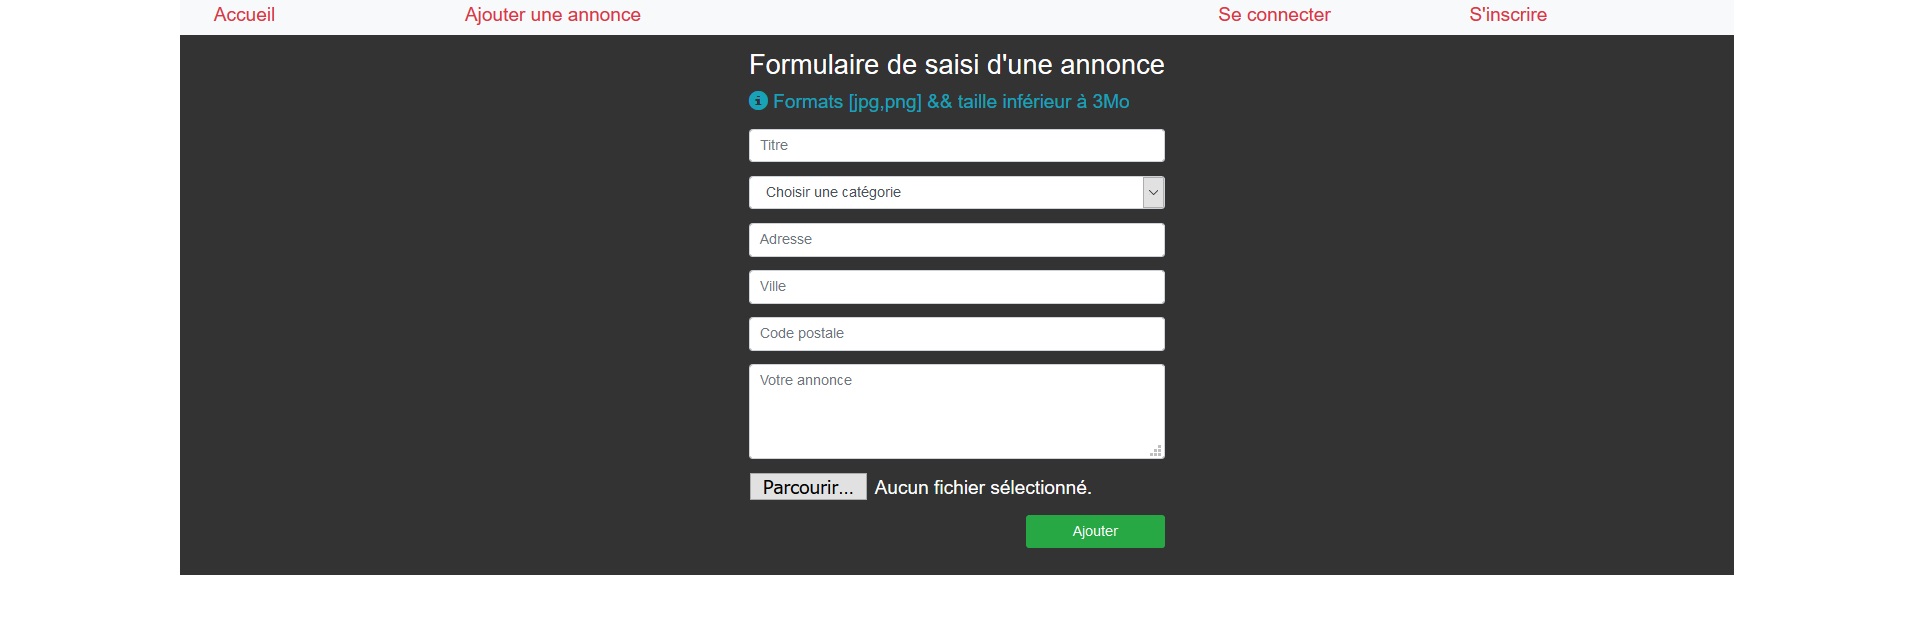 Accueil Ajouter une annonce Se connecter S'inscrire
Formulaire de saisi d'une annonce
Formats [jpg,png] && taille inférieur à 3Mo
Titre
Choisir une catégorie
Adresse
Ville
Code postale
Votre annonce
Parcourir... Aucun fichier sélectionné.
Ajouter